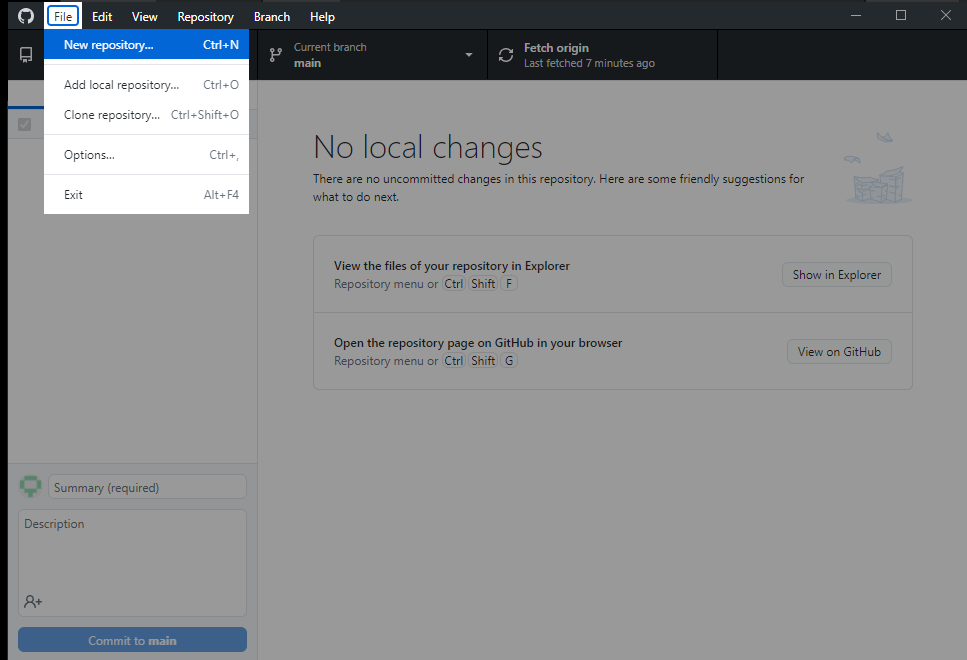 File Edit View Repository Branch Help
New repository... Ctrl+N
Add local repository... Ctrl+O
Clone repository... Ctrl+Shift+O
Options... Ctrl+,
Exit Alt+F4
Current branch
main
Fetch origin
Last fetched 7 minutes ago
No local changes
There are no uncommitted changes in this repository. Here are some friendly suggestions for
what to do next.
View the files of your repository in Explorer
Repository menu or Ctrl Shift F
Show in Explorer
Open the repository page on GitHub in your browser
Repository menu or Ctrl Shift G
View on GitHub
Summary (required)
Description
Commit to main